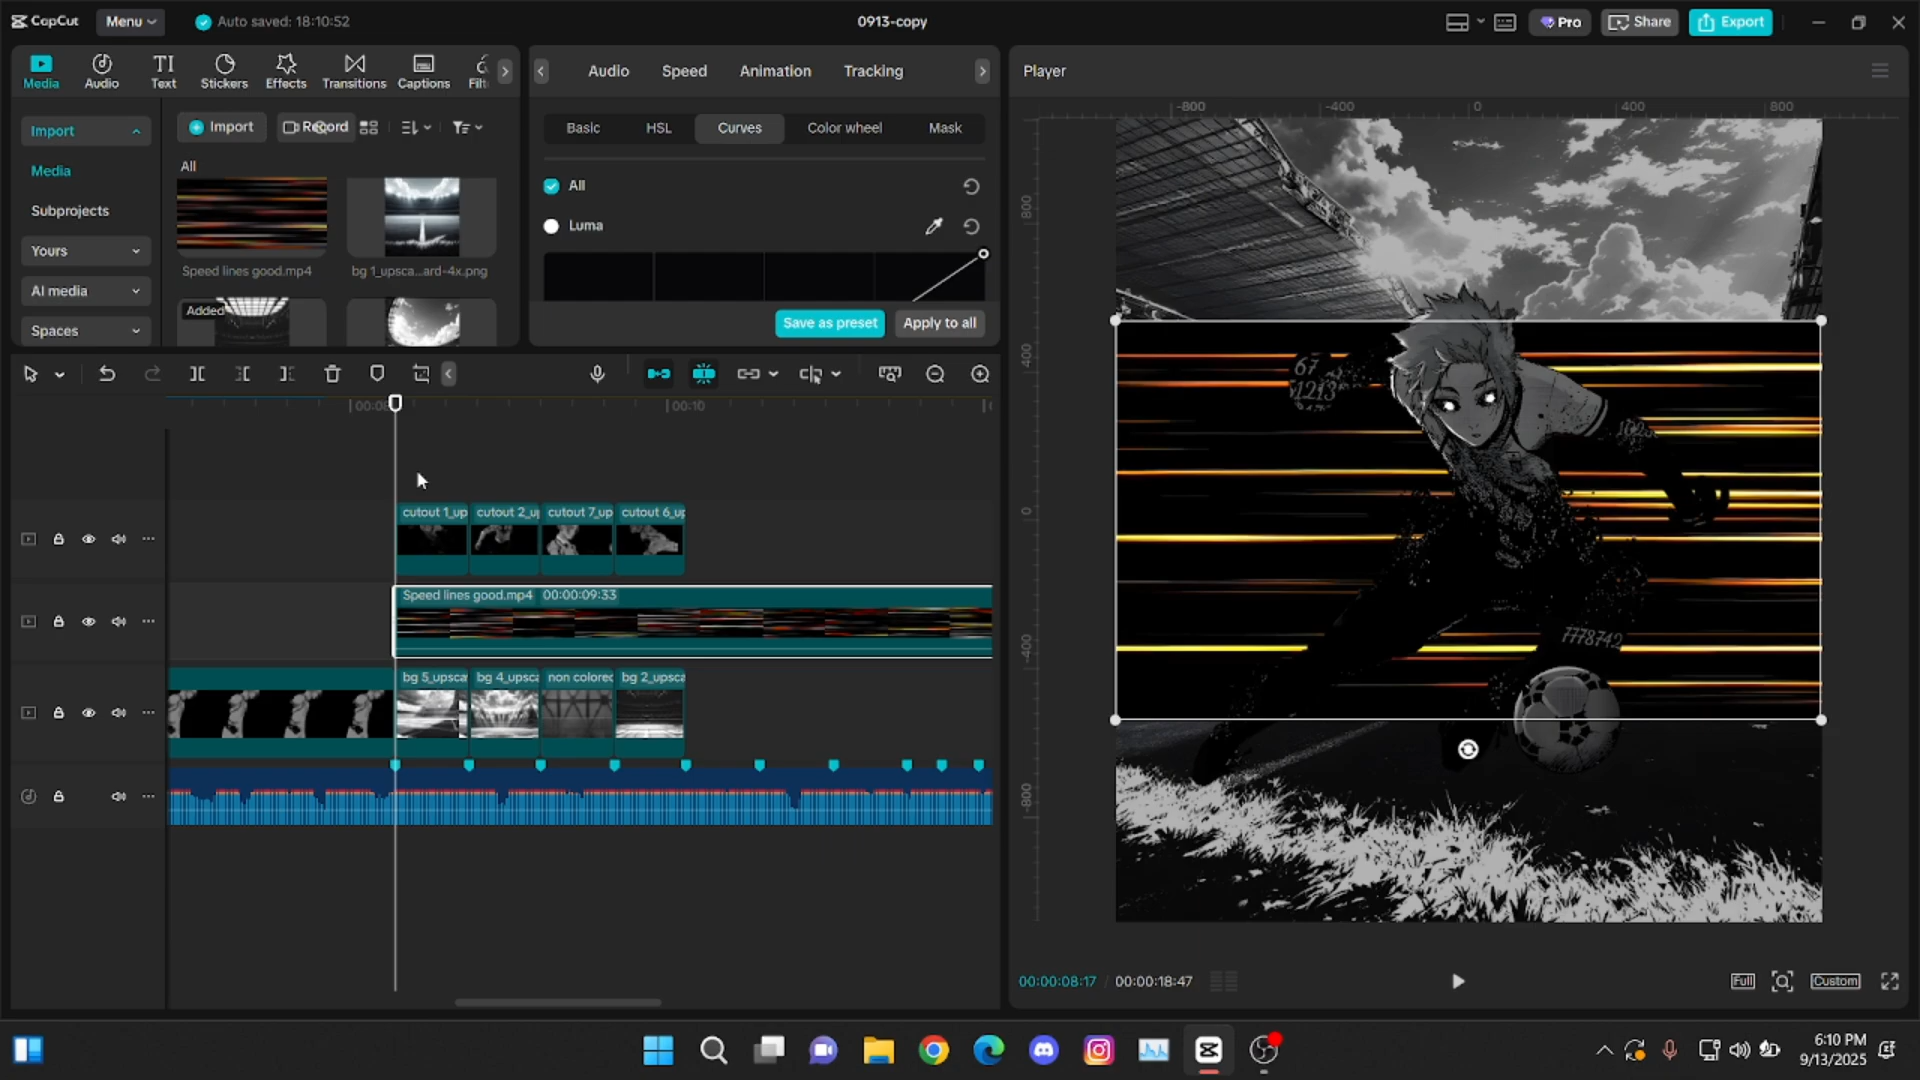 CapCut
Menu
Auto saved: 18:10:52
0913-copy
Pro
Share
Export
Media
Audio
Text
Stickers
Effects
Transitions
Captions
Audio
Speed
Animation
Tracking
Player
Import
Media
Subprojects
Yours
AI media
Spaces
Import
Record
All
Speed lines good.mp4
bg 1_upsca...ard-4x.png
Added
Basic
HSL
Curves
Color wheel
Mask
All
Luma
Save as preset
Apply to all
-800
-400
0
400
800
800
400
0
-400
-800
00:10
cutout 1_up
cutout 2_u
cutout 7_up
cutout 6_up
Speed lines good.mp4 00:00:09:33
bg 5_upsca
bg 4_upsca
non colored
bg 2_upsca
67
7778742
00:00:08:17 / 00:00:18:47
Full
Custom
6:10 PM
9/13/2025